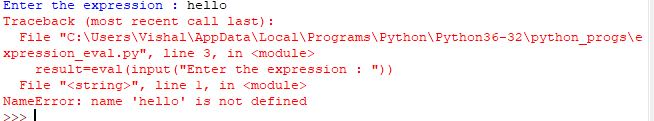 Enter the expression : hello
Traceback (most recent call last):
  File "C:\Users\Vishal\AppData\Local\Programs\Python\Python36-32\python_progs\e
xpression_eval.py", line 3, in <module>
    result=eval(input("Enter the expression : "))
  File "<string>", line 1, in <module>
NameError: name 'hello' is not defined
>>>